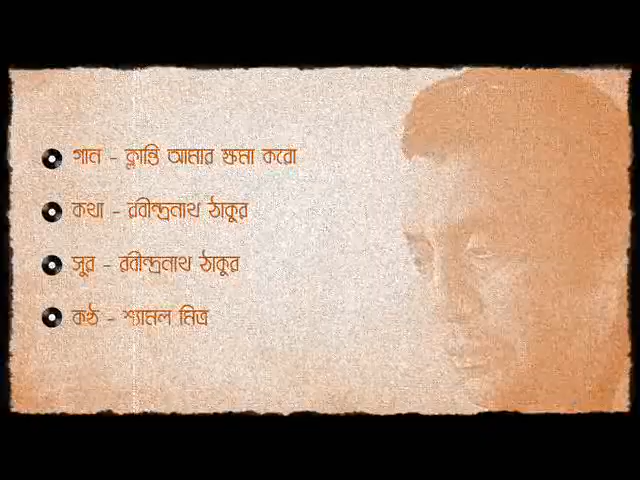 গান - ক্লান্তি আমার ক্ষমা করো
কথা - রবীন্দ্রনাথ ঠাকুর
সুর - রবীন্দ্রনাথ ঠাকুর
কণ্ঠ - শ্যামল মিত্র